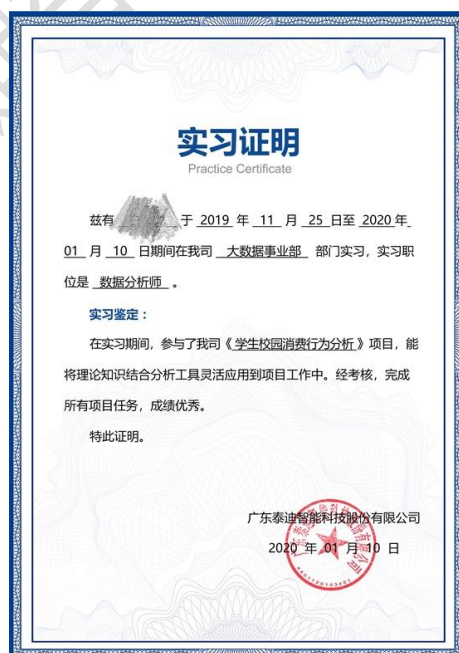 实习证明
Practice Certificate
兹有 于 2019 年 11 月 25 日至 2020 年
01 月 10 日期间在我司 大数据事业部 部门实习，实习职
位是 数据分析师 。
实习鉴定：
在实习期间，参与了我司《 学生校园消费行为分析 》项目，能
将理论知识结合分析工具灵活应用到项目工作中。经考核，完成
所有项目任务，成绩优秀。
特此证明。
广东泰迪智能科技股份有限公司
2020 年 01 月 10 日